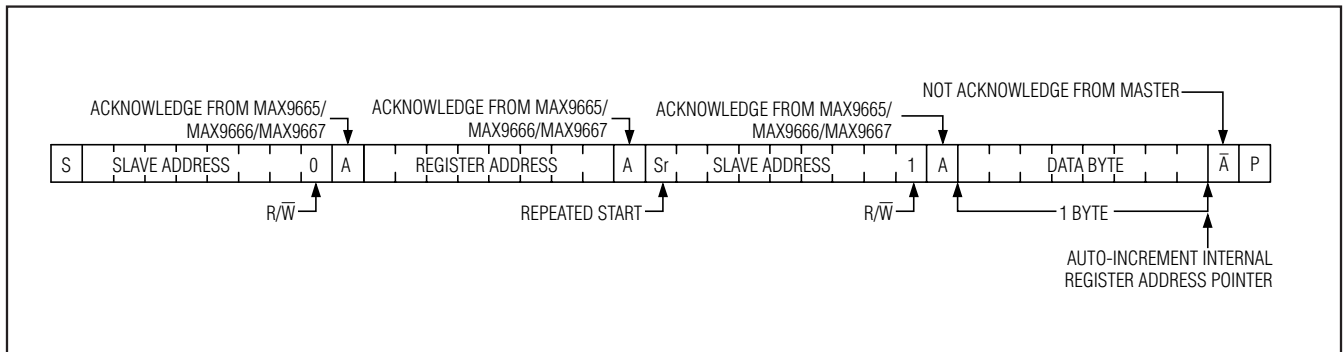 NOT ACKNOWLEDGE FROM MASTER
ACKNOWLEDGE FROM MAX9665/
MAX9666/MAX9667
ACKNOWLEDGE FROM MAX9665/
MAX9666/MAX9667
ACKNOWLEDGE FROM MAX9665/
MAX9666/MAX9667
S SLAVE ADDRESS 0 A REGISTER ADDRESS A Sr SLAVE ADDRESS 1 A DATA BYTE A̅ P
R/W̅ REPEATED START R/W̅ 1 BYTE
AUTO-INCREMENT INTERNAL
REGISTER ADDRESS POINTER